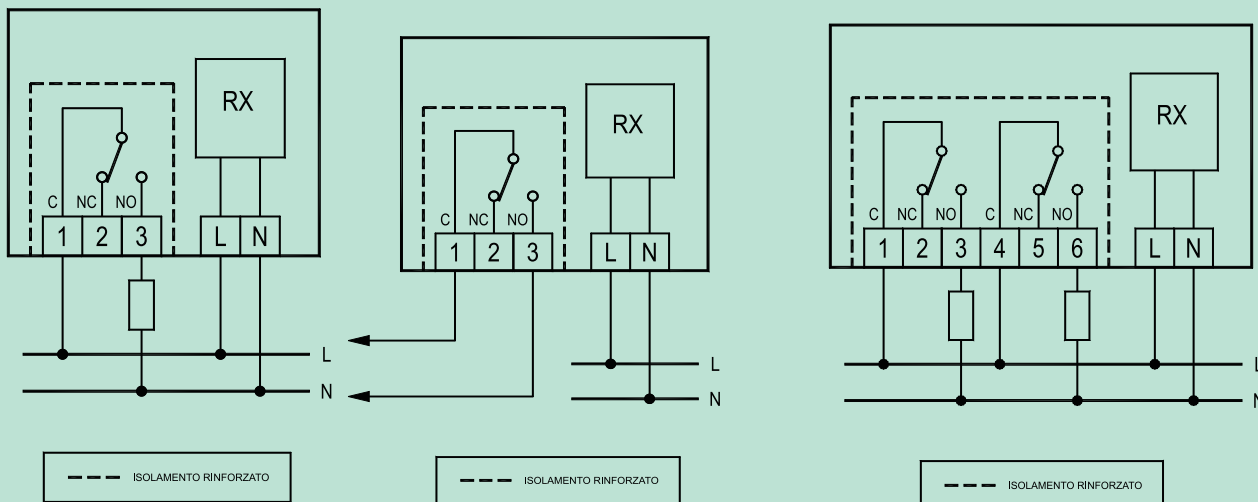 RX
C NC NO
1 2 3 L N
L
N
ISOLAMENTO RINFORZATO
RX
C NC NO
1 2 3 L N
L
N
ISOLAMENTO RINFORZATO
RX
C NC NO C NC NO
1 2 3 4 5 6 L N
L
N
ISOLAMENTO RINFORZATO